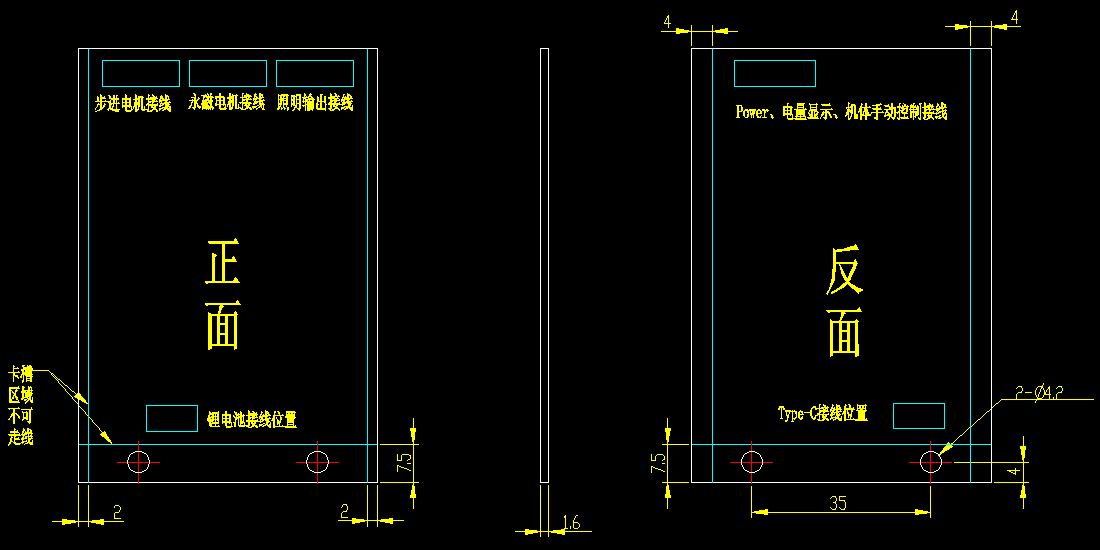 4
4
步进电机接线 永磁电机接线 照明输出接线
Power、电量显示、机体手动控制接线
正
面
反
面
卡槽
区域
不可
走线
锂电池接线位置
Type-C接线位置
2-Ø4.2
7.5
7.5
4
2
2
1.6
35